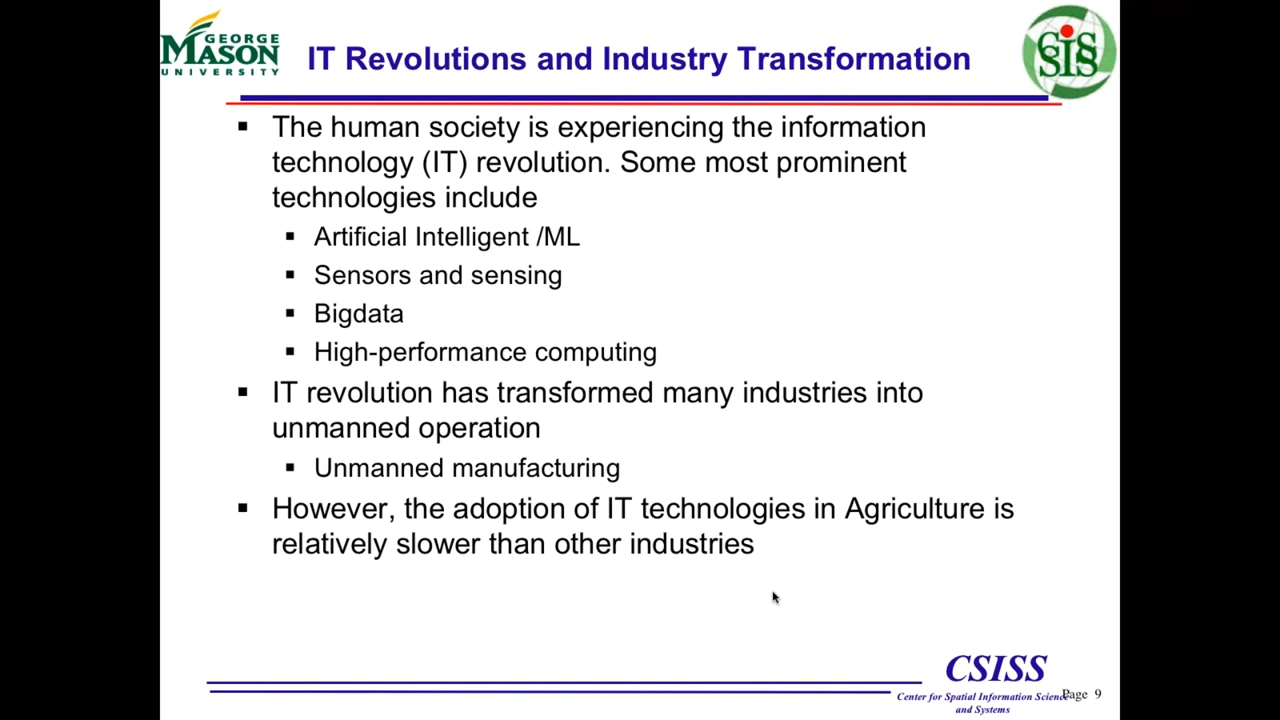 GEORGE
MASON
UNIVERSITY
IT Revolutions and Industry Transformation
SIS
▪ The human society is experiencing the information
technology (IT) revolution. Some most prominent
technologies include
▪ Artificial Intelligent /ML
▪ Sensors and sensing
▪ Bigdata
▪ High-performance computing
▪ IT revolution has transformed many industries into
unmanned operation
▪ Unmanned manufacturing
▪ However, the adoption of IT technologies in Agriculture is
relatively slower than other industries
CSISS
Center for Spatial Information Science
and Systems
Page 9